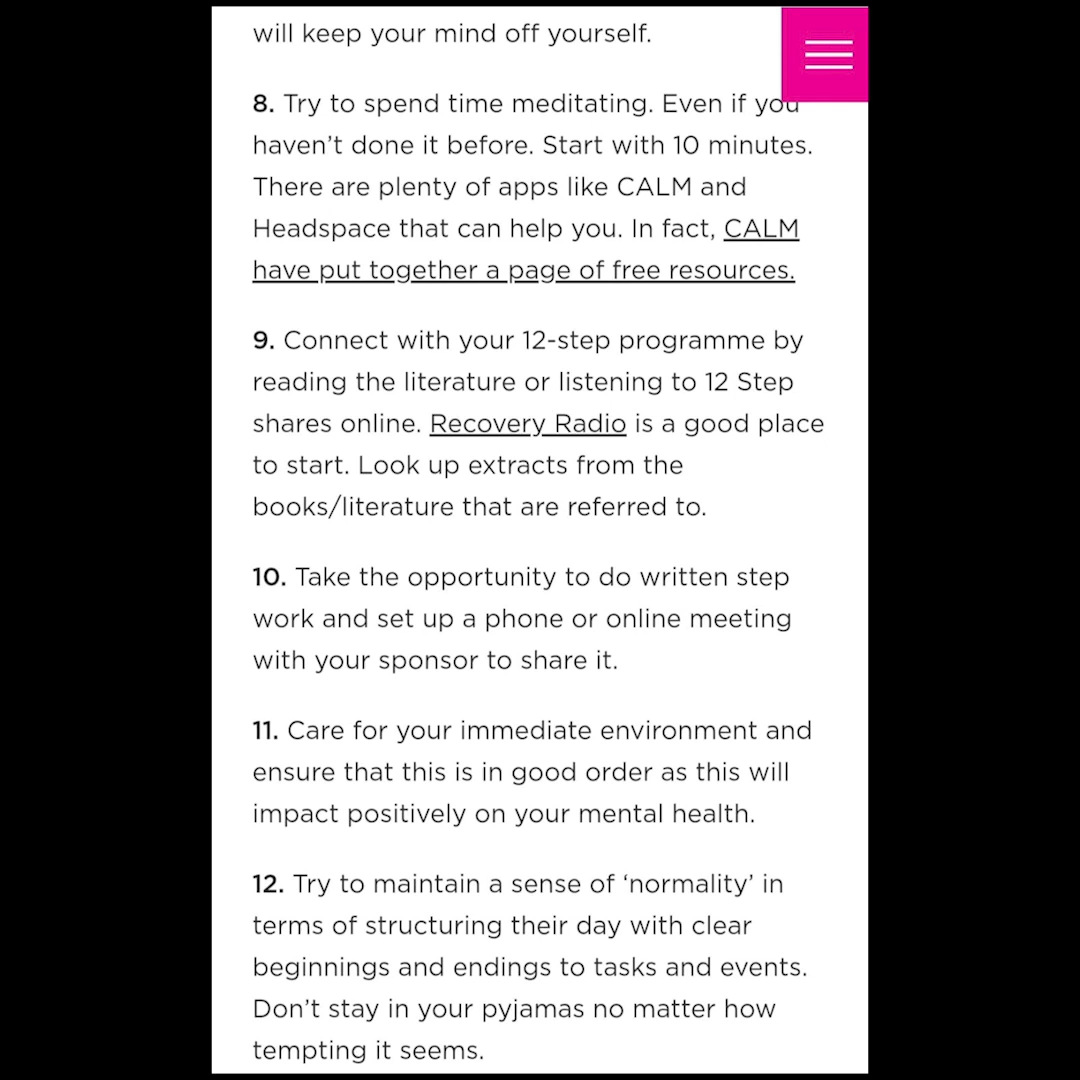 will keep your mind off yourself.
8. Try to spend time meditating. Even if you
haven’t done it before. Start with 10 minutes.
There are plenty of apps like CALM and
Headspace that can help you. In fact, CALM
have put together a page of free resources.
9. Connect with your 12-step programme by
reading the literature or listening to 12 Step
shares online. Recovery Radio is a good place
to start. Look up extracts from the
books/literature that are referred to.
10. Take the opportunity to do written step
work and set up a phone or online meeting
with your sponsor to share it.
11. Care for your immediate environment and
ensure that this is in good order as this will
impact positively on your mental health.
12. Try to maintain a sense of ‘normality’ in
terms of structuring their day with clear
beginnings and endings to tasks and events.
Don’t stay in your pyjamas no matter how
tempting it seems.